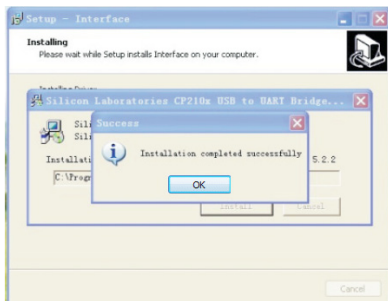 Setup - Interface
Installing
Please wait while Setup installs Interface on your computer.
Silicon Laboratories CP210x USB to UART Bridge...
Success
Installation completed successfully
5.2.2
C:\Progr
OK
Install
Cancel
Cancel